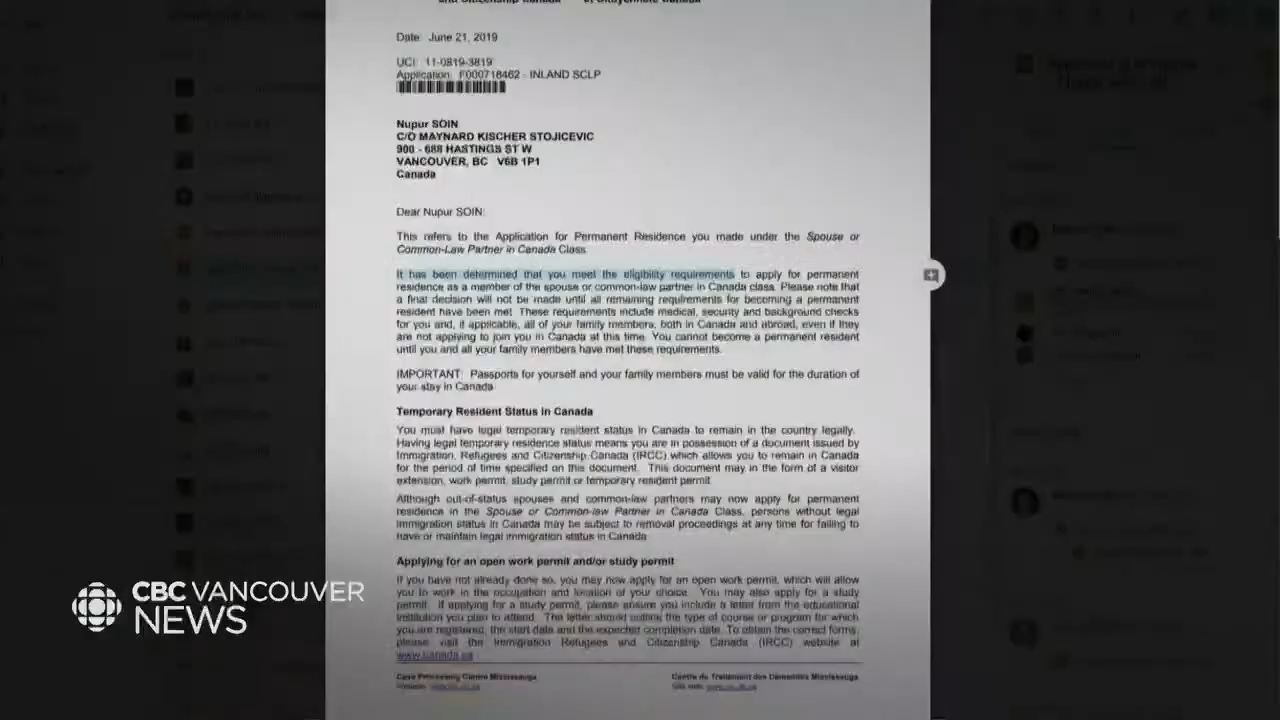 and Citizenship Canada et Citoyenneté Canada
Date: June 21, 2019
UCI: 11-0819-3819
Application: F000718462 - INLAND SCLP
Nupur SOIN
C/O MAYNARD KISCHER STOJICEVIC
900 - 688 HASTINGS ST W
VANCOUVER, BC V6B 1P1
Canada
Dear Nupur SOIN:
This refers to the Application for Permanent Residence you made under the Spouse or
Common-Law Partner in Canada Class.
It has been determined that you meet the eligibility requirements to apply for permanent
residence as a member of the spouse or common-law partner in Canada class. Please note that
a final decision will not be made until all remaining requirements for becoming a permanent
resident have been met. These requirements include medical, security and background checks
for you and, if applicable, all of your family members, both in Canada and abroad, even if they
are not applying to join you in Canada at this time. You cannot become a permanent resident
until you and all your family members have met these requirements.
IMPORTANT: Passports for yourself and your family members must be valid for the duration of
your stay in Canada
Temporary Resident Status in Canada
You must have legal temporary resident status in Canada to remain in the country legally.
Having legal temporary residence status means you are in possession of a document issued by
Immigration, Refugees and Citizenship Canada (IRCC) which allows you to remain in Canada
for the period of time specified on this document. This document may in the form of a visitor
extension, work permit, study permit or temporary resident permit.
Although out-of-status spouses and common-law partners may now apply for permanent
residence in the Spouse or Common-law Partner in Canada Class, persons without legal
immigration status in Canada may be subject to removal proceedings at any time for failing to
have or maintain legal immigration status in Canada
Applying for an open work permit and/or study permit
If you have not already done so, you may now apply for an open work permit, which will allow
you to work in the occupation and location of your choice. You may also apply for a study
permit. If applying for a study permit, please ensure you include a letter from the educational
institution you plan to attend. The letter should outline the type of course or program for which
you are registered, the start date and the expected completion date. To obtain the correct forms,
please visit the Immigration Refugees and Citizenship Canada (IRCC) website at
www.canada.ca
Case Processing Centre Mississauga Centre de Traitement des Demandes Mississauga
CBC VANCOUVER
NEWS